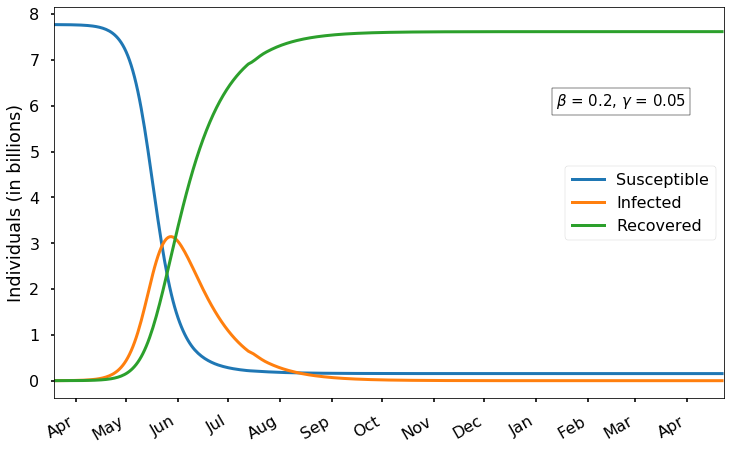 Individuals (in billions)
8
7
6
5
4
3
2
1
0
β = 0.2, γ = 0.05
Susceptible
Infected
Recovered
Apr May Jun Jul Aug Sep Oct Nov Dec Jan Feb Mar Apr